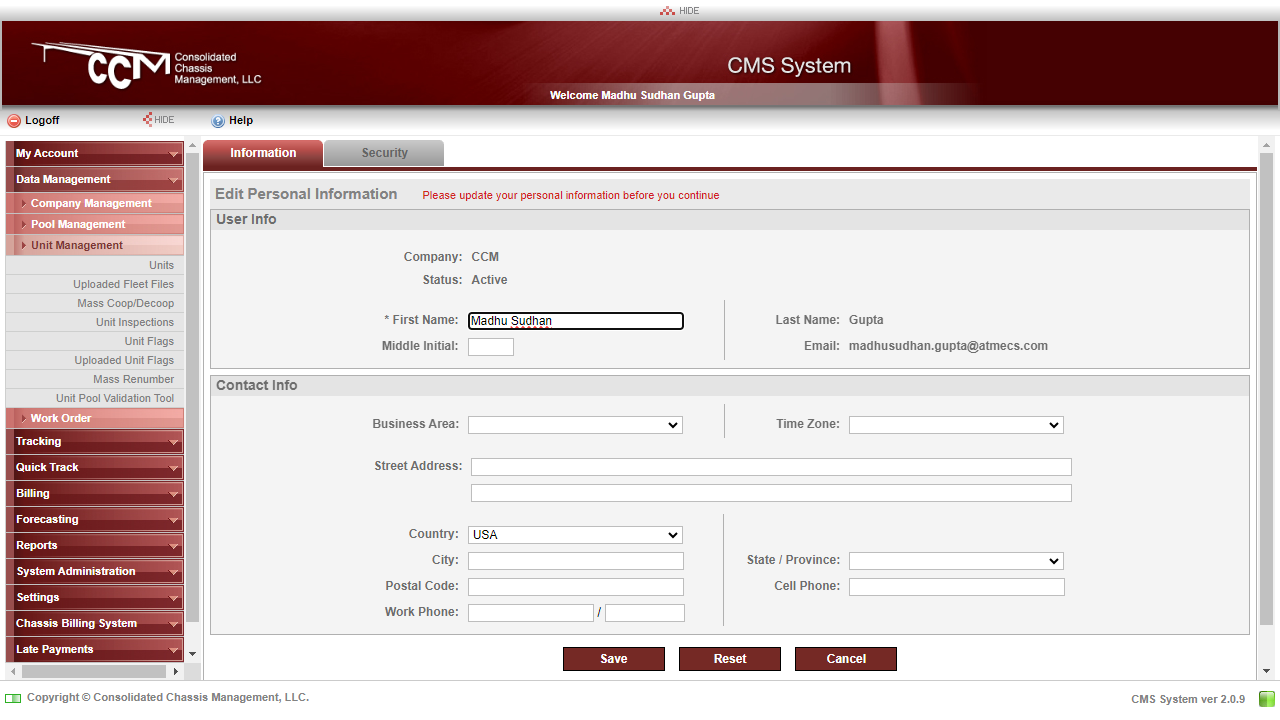 HIDE
CCM Consolidated
Chassis
Management, LLC
CMS System
Welcome Madhu Sudhan Gupta
Logoff
HIDE
Help
My Account
Data Management
Company Management
Pool Management
Unit Management
Units
Uploaded Fleet Files
Mass Coop/Decoop
Unit Inspections
Unit Flags
Uploaded Unit Flags
Mass Renumber
Unit Pool Validation Tool
Work Order
Tracking
Quick Track
Billing
Forecasting
Reports
System Administration
Settings
Chassis Billing System
Late Payments
Information Security
Edit Personal Information Please update your personal information before you continue
User Info
Company: CCM
Status: Active
* First Name: Madhu Sudhan Last Name: Gupta
Middle Initial: Email: madhusudhan.gupta@atmecs.com
Contact Info
Business Area: Time Zone:
Street Address:
Country: USA
City: State / Province:
Postal Code: Cell Phone:
Work Phone: /
Save Reset Cancel
Copyright © Consolidated Chassis Management, LLC. CMS System ver 2.0.9